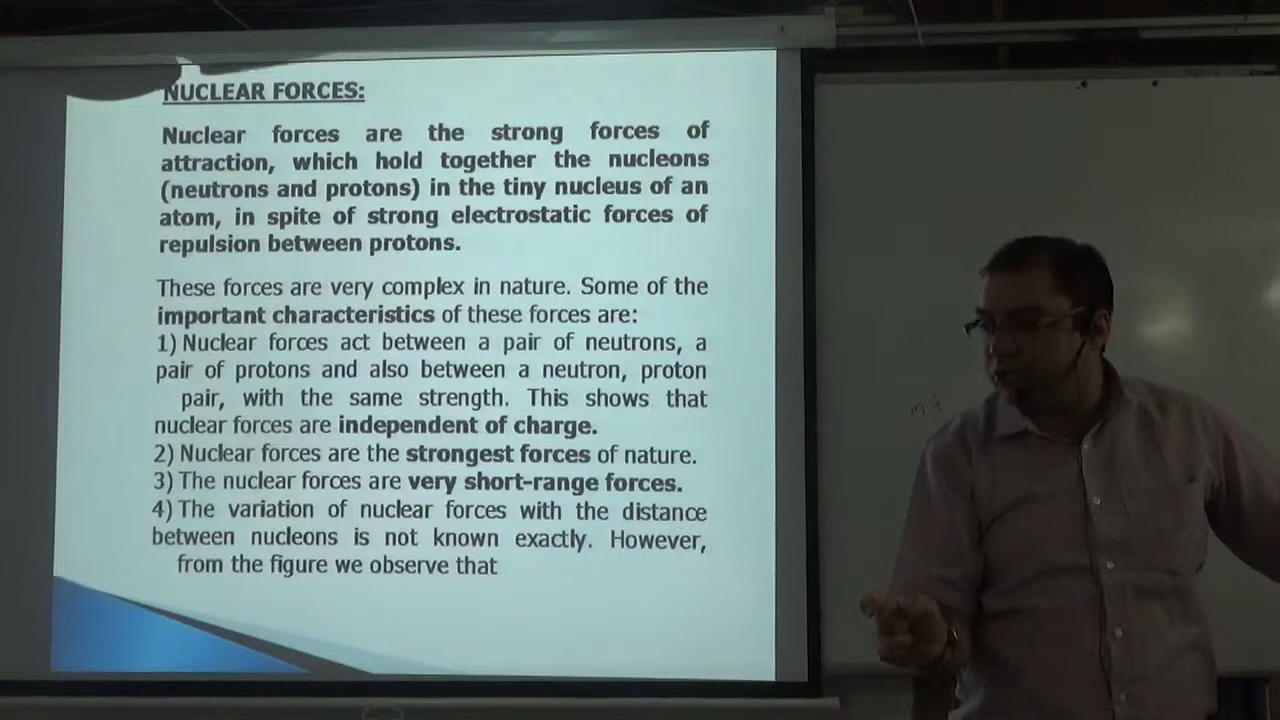 NUCLEAR FORCES:
Nuclear forces are the strong forces of
attraction, which hold together the nucleons
(neutrons and protons) in the tiny nucleus of an
atom, in spite of strong electrostatic forces of
repulsion between protons.
These forces are very complex in nature. Some of the
important characteristics of these forces are:
1) Nuclear forces act between a pair of neutrons, a
pair of protons and also between a neutron, proton
pair, with the same strength. This shows that
nuclear forces are independent of charge.
2) Nuclear forces are the strongest forces of nature.
3) The nuclear forces are very short-range forces.
4) The variation of nuclear forces with the distance
between nucleons is not known exactly. However,
from the figure we observe that